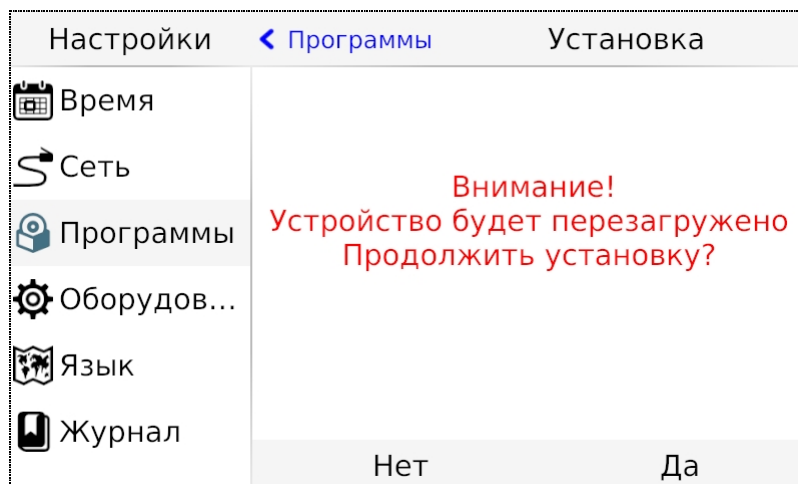 Настройки
Программы
Установка
Время
Сеть
Программы
Оборудов...
Язык
Журнал
Внимание!
Устройство будет перезагружено
Продолжить установку?
Нет
Да